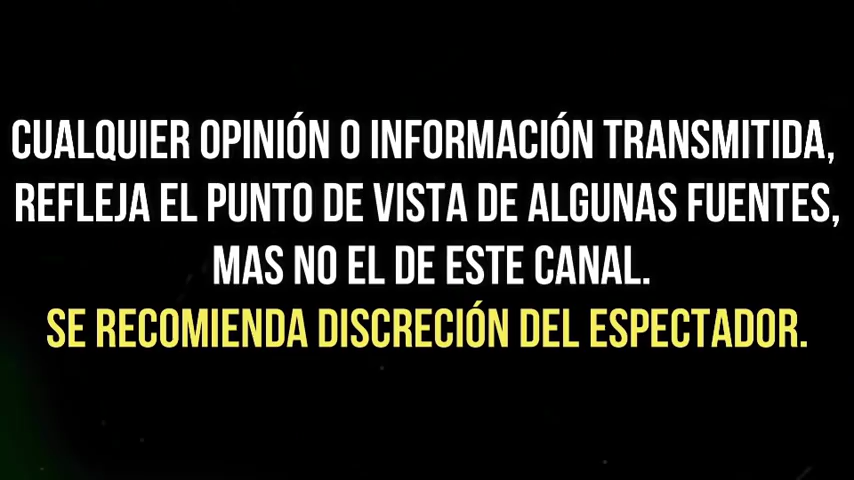 CUALQUIER OPINIÓN O INFORMACIÓN TRANSMITIDA,
REFLEJA EL PUNTO DE VISTA DE ALGUNAS FUENTES,
MAS NO EL DE ESTE CANAL.
SE RECOMIENDA DISCRECIÓN DEL ESPECTADOR.